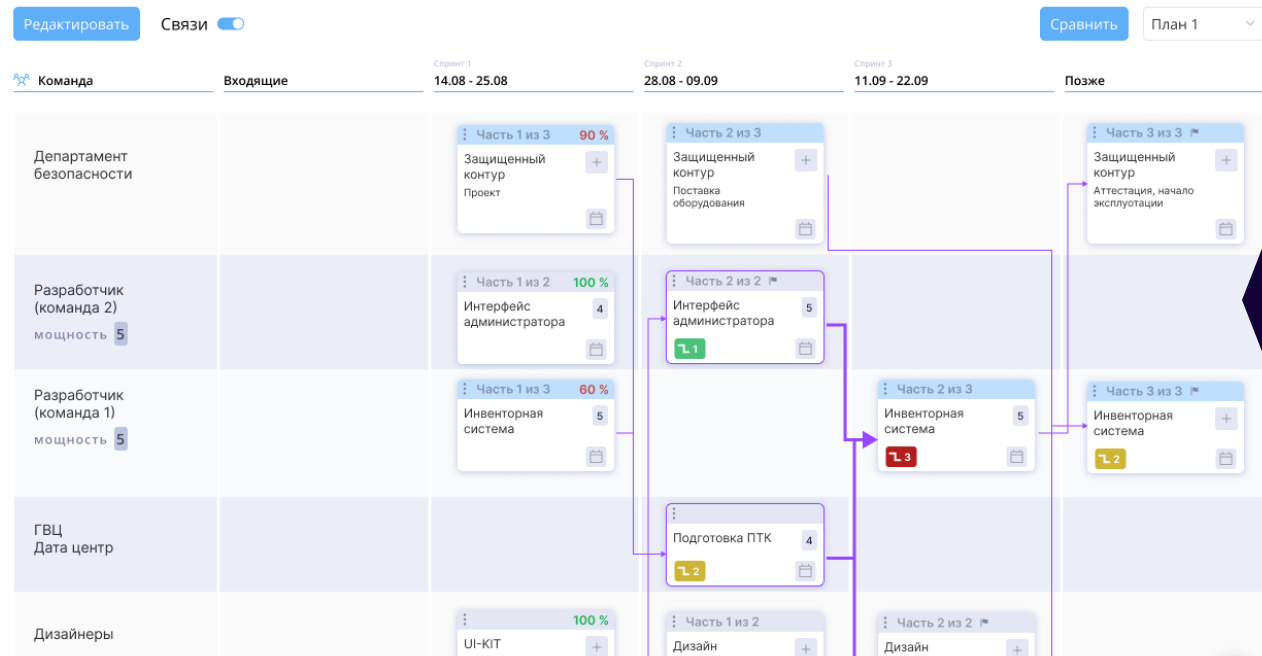 Редактировать
Связи
Сравнить
План 1
Команда
Входящие
Спринт 1
14.08 - 25.08
Спринт 2
28.08 - 09.09
Спринт 3
11.09 - 22.09
Позже
Департамент
безопасности
Часть 1 из 3 90 %
Защищенный
контур
Проект
Часть 2 из 3
Защищенный
контур
Поставка
оборудования
Часть 3 из 3
Защищенный
контур
Аттестация, начало
эксплуотации
Разработчик
(команда 2)
мощность 5
Часть 1 из 2 100 %
Интерфейс
администратора
4
Часть 2 из 2
Интерфейс
администратора
5
1
Разработчик
(команда 1)
мощность 5
Часть 1 из 3 60 %
Инвенторная
система
5
Часть 2 из 3
Инвенторная
система
5
3
Часть 3 из 3
Инвенторная
система
2
ГВЦ
Дата центр
Подготовка ПТК
4
2
Дизайнеры
100 %
UI-KIT
Часть 1 из 2
Дизайн
Часть 2 из 2
Дизайн